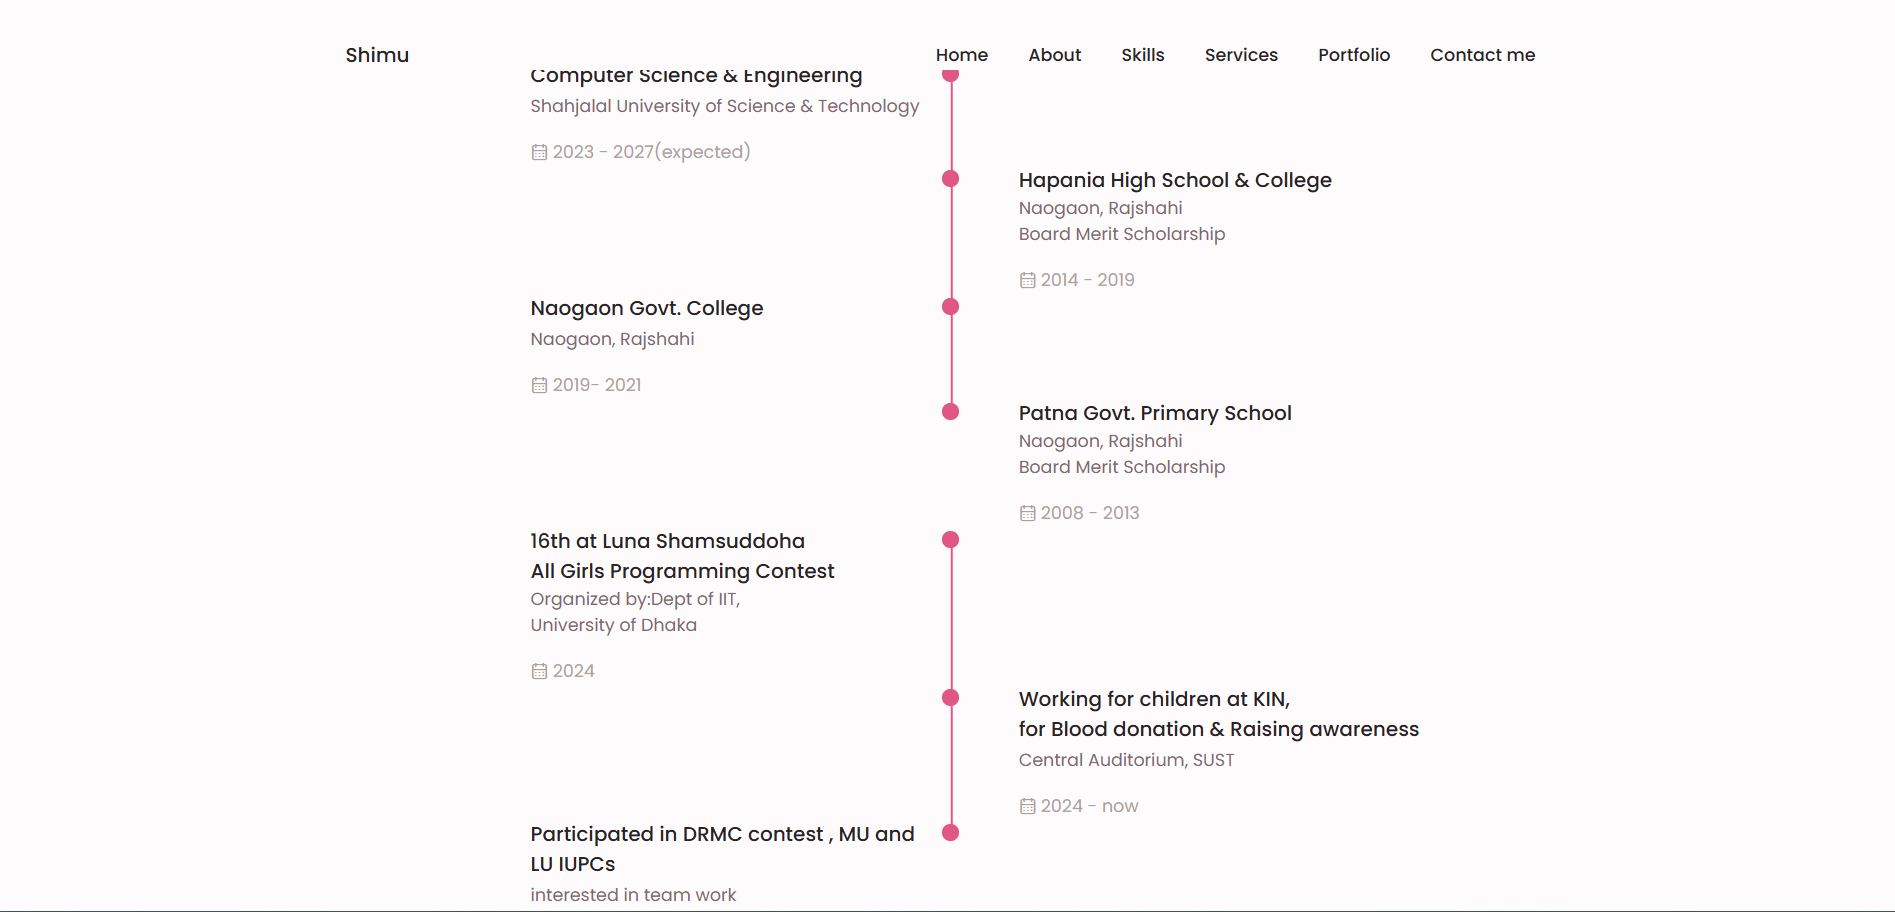 Shimu
Home About Skills Services Portfolio Contact me
Computer Science & Engineering
Shahjalal University of Science & Technology
2023 - 2027(expected)
Hapania High School & College
Naogaon, Rajshahi
Board Merit Scholarship
2014 - 2019
Naogaon Govt. College
Naogaon, Rajshahi
2019- 2021
Patna Govt. Primary School
Naogaon, Rajshahi
Board Merit Scholarship
2008 - 2013
16th at Luna Shamsuddoha
All Girls Programming Contest
Organized by:Dept of IIT,
University of Dhaka
2024
Working for children at KIN,
for Blood donation & Raising awareness
Central Auditorium, SUST
2024 - now
Participated in DRMC contest , MU and
LU IUPCs
interested in team work